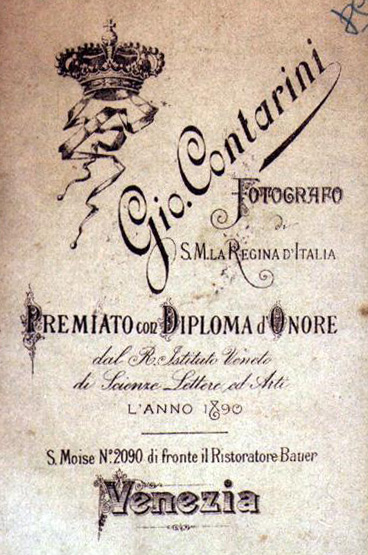 Gio. Contarini
Fotografo
di
S.M. la Regina d'Italia
Premiato con Diploma d'Onore
dal R. Istituto Veneto
di Scienze Lettere ed Arti
L'ANNO 1890
S. Moise Nº 2090 di fronte il Ristoratore Bauer
Venezia